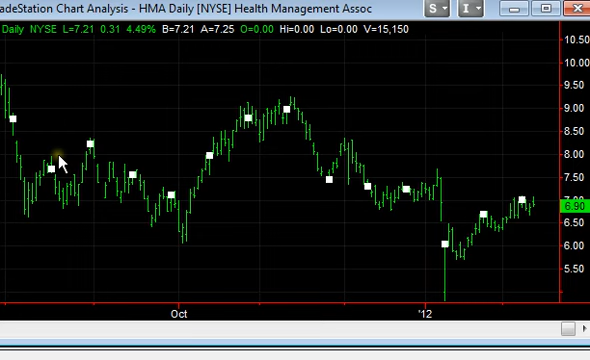 adeStation Chart Analysis - HMA Daily [NYSE] Health Management Assoc
S
I
Daily NYSE L=7.21 0.31 4.49% B=7.21 A=7.25 O=0.00 Hi=0.00 Lo=0.00 V=15,150
10.50
10.00
9.50
9.00
8.50
8.00
7.50
7.00
6.90
6.50
6.00
5.50
Oct
'12